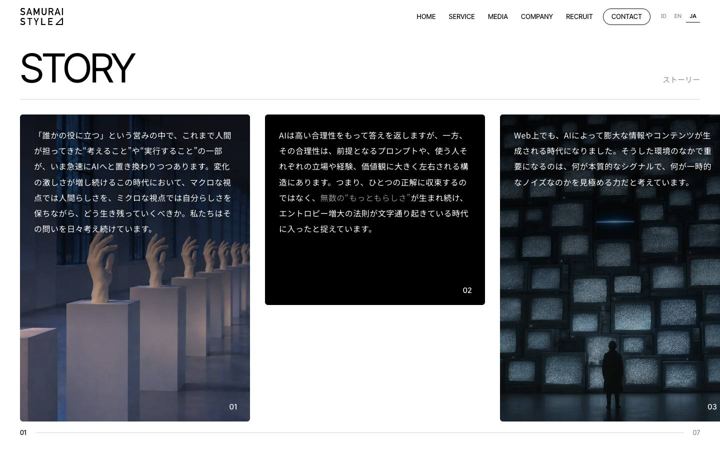 SAMURAI
STYLE
HOME
SERVICE
MEDIA
COMPANY
RECRUIT
CONTACT
ID
EN
JA
STORY
ストーリー
「誰かの役に立つ」という営みの中で、これまで人間
が担ってきた“考えること”や“実行すること”の一部
が、いま急速にAIへと置き換わりつつあります。変化
の激しさが増し続けるこの時代において、マクロな視
点では人間らしさを、ミクロな視点では自分らしさを
保ちながら、どう生き残っていくべきか。私たちはそ
の問いを日々考え続けています。
01
AIは高い合理性をもって答えを返しますが、一方、
その合理性は、前提となるプロンプトや、使う人そ
れぞれの立場や経験、価値観に大きく左右される構
造にあります。つまり、ひとつの正解に収束するの
ではなく、無数の“もっともらしさ”が生まれ続け、
エントロピー増大の法則が文字通り起きている時代
に入ったと捉えています。
02
Web上でも、AIによって膨大な情報やコンテンツが生
成される時代になりました。そうした環境のなかで重
要になるのは、何が本質的なシグナルで、何が一時的
なノイズなのかを見極める力だと考えています。
03
01
07